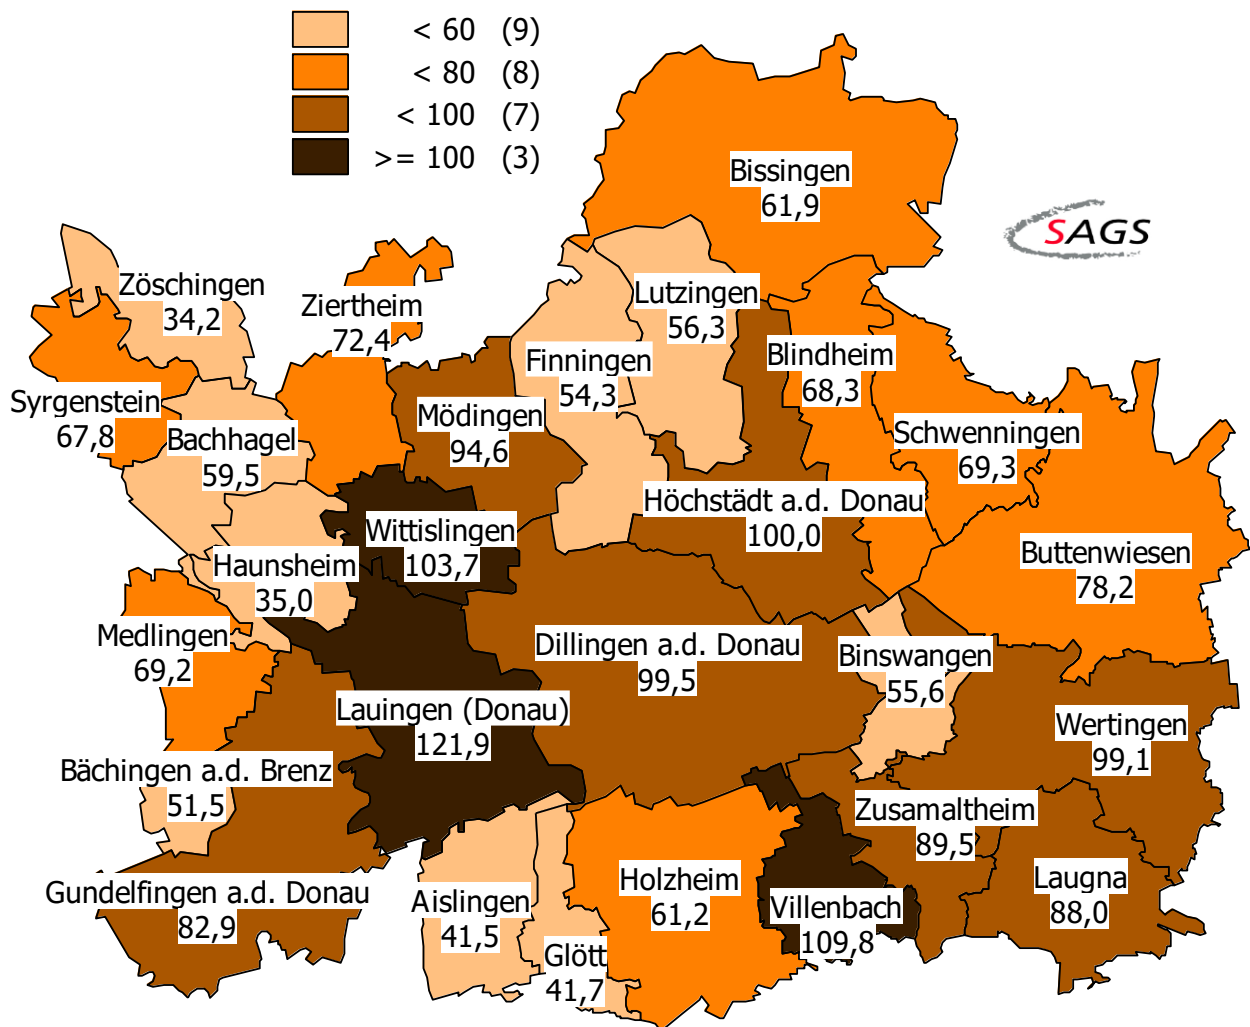 < 60 (9)
< 80 (8)
< 100 (7)
>= 100 (3)
SAGS
Bissingen
61,9
Zöschingen
34,2
Ziertheim
72,4
Lutzingen
56,3
Finningen
54,3
Blindheim
68,3
Syrgenstein
67,8
Bachhagel
59,5
Mödingen
94,6
Schwenningen
69,3
Höchstädt a.d. Donau
100,0
Wittislingen
103,7
Buttenwiesen
78,2
Haunsheim
35,0
Medlingen
69,2
Dillingen a.d. Donau
99,5
Binswangen
55,6
Lauingen (Donau)
121,9
Wertingen
99,1
Bächingen a.d. Brenz
51,5
Zusamaltheim
89,5
Gundelfingen a.d. Donau
82,9
Aislingen
41,5
Holzheim
61,2
Villenbach
109,8
Laugna
88,0
Glött
41,7